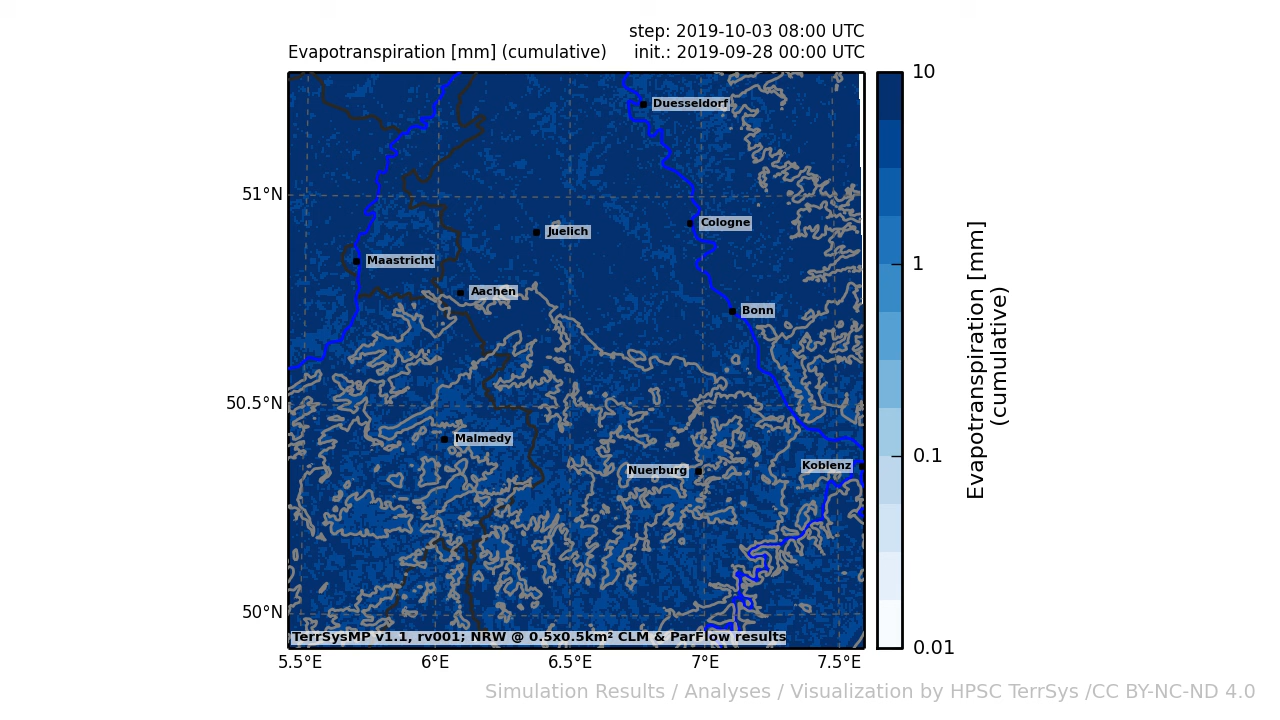 step: 2019-10-03 08:00 UTC
Evapotranspiration [mm] (cumulative)
init.: 2019-09-28 00:00 UTC
10
Duesseldorf
51°N
Cologne
Juelich
Maastricht
1
Aachen
Bonn
Evapotranspiration [mm]
(cumulative)
50.5°N
Malmedy
0.1
Koblenz
Nuerburg
50°N
TerrSysMP v1.1, rv001; NRW @ 0.5x0.5km² CLM & ParFlow results
0.01
5.5°E
6°E
6.5°E
7°E
7.5°E
Simulation Results / Analyses / Visualization by HPSC TerrSys /CC BY-NC-ND 4.0